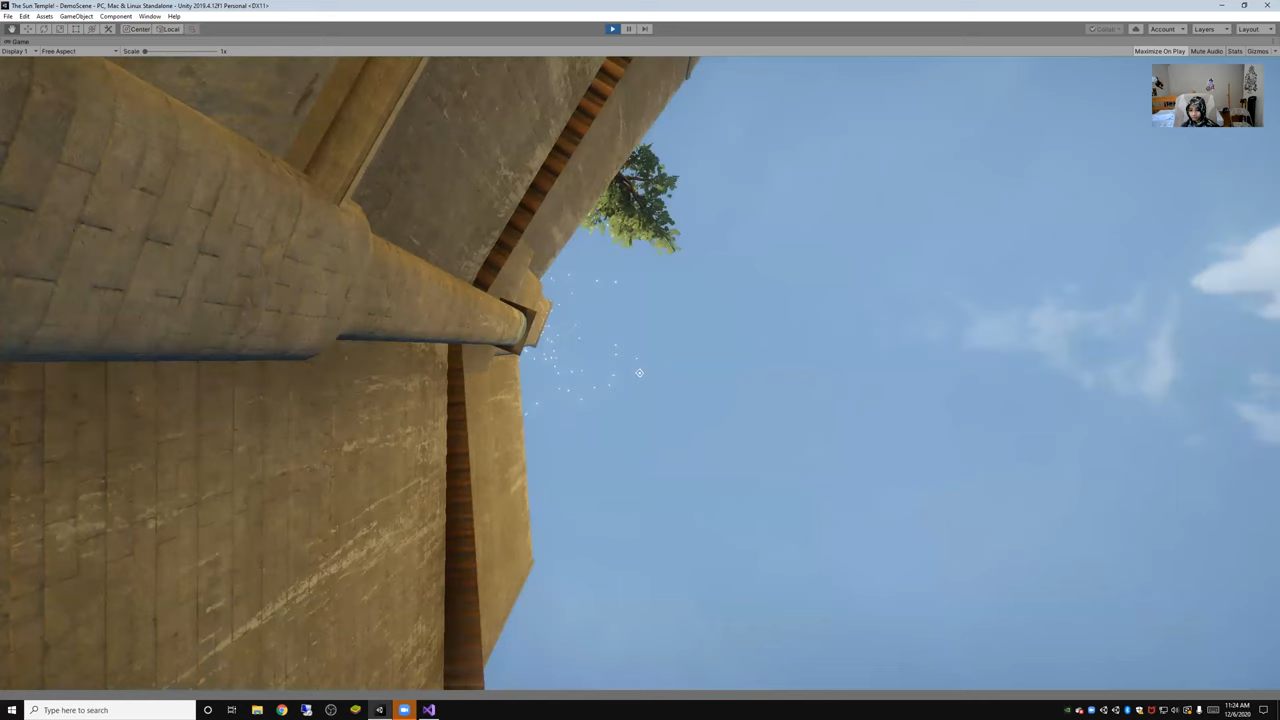 The Sun Temple! - DemoScene - PC, Mac & Linux Standalone - Unity 2019.4.12f1 Personal <DX11>
File Edit Assets GameObject Component Window Help
Center Local Collab Account Layers Layout
Game
Display 1 Free Aspect Scale 1x Maximize On Play Mute Audio Stats Gizmos
Type here to search
11:24 AM
12/6/2020